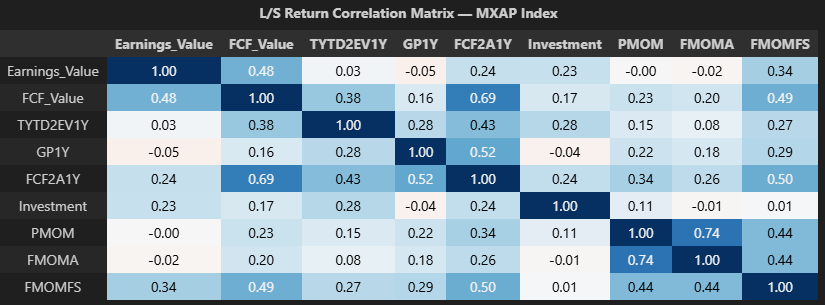 L/S Return Correlation Matrix — MXAP Index
Earnings_Value FCF_Value TYTD2EV1Y GP1Y FCF2A1Y Investment PMOM FMOMA FMOMFS
Earnings_Value 1.00 0.48 0.03 -0.05 0.24 0.23 -0.00 -0.02 0.34
FCF_Value 0.48 1.00 0.38 0.16 0.69 0.17 0.23 0.20 0.49
TYTD2EV1Y 0.03 0.38 1.00 0.28 0.43 0.28 0.15 0.08 0.27
GP1Y -0.05 0.16 0.28 1.00 0.52 -0.04 0.22 0.18 0.29
FCF2A1Y 0.24 0.69 0.43 0.52 1.00 0.24 0.34 0.26 0.50
Investment 0.23 0.17 0.28 -0.04 0.24 1.00 0.11 -0.01 0.01
PMOM -0.00 0.23 0.15 0.22 0.34 0.11 1.00 0.74 0.44
FMOMA -0.02 0.20 0.08 0.18 0.26 -0.01 0.74 1.00 0.44
FMOMFS 0.34 0.49 0.27 0.29 0.50 0.01 0.44 0.44 1.00